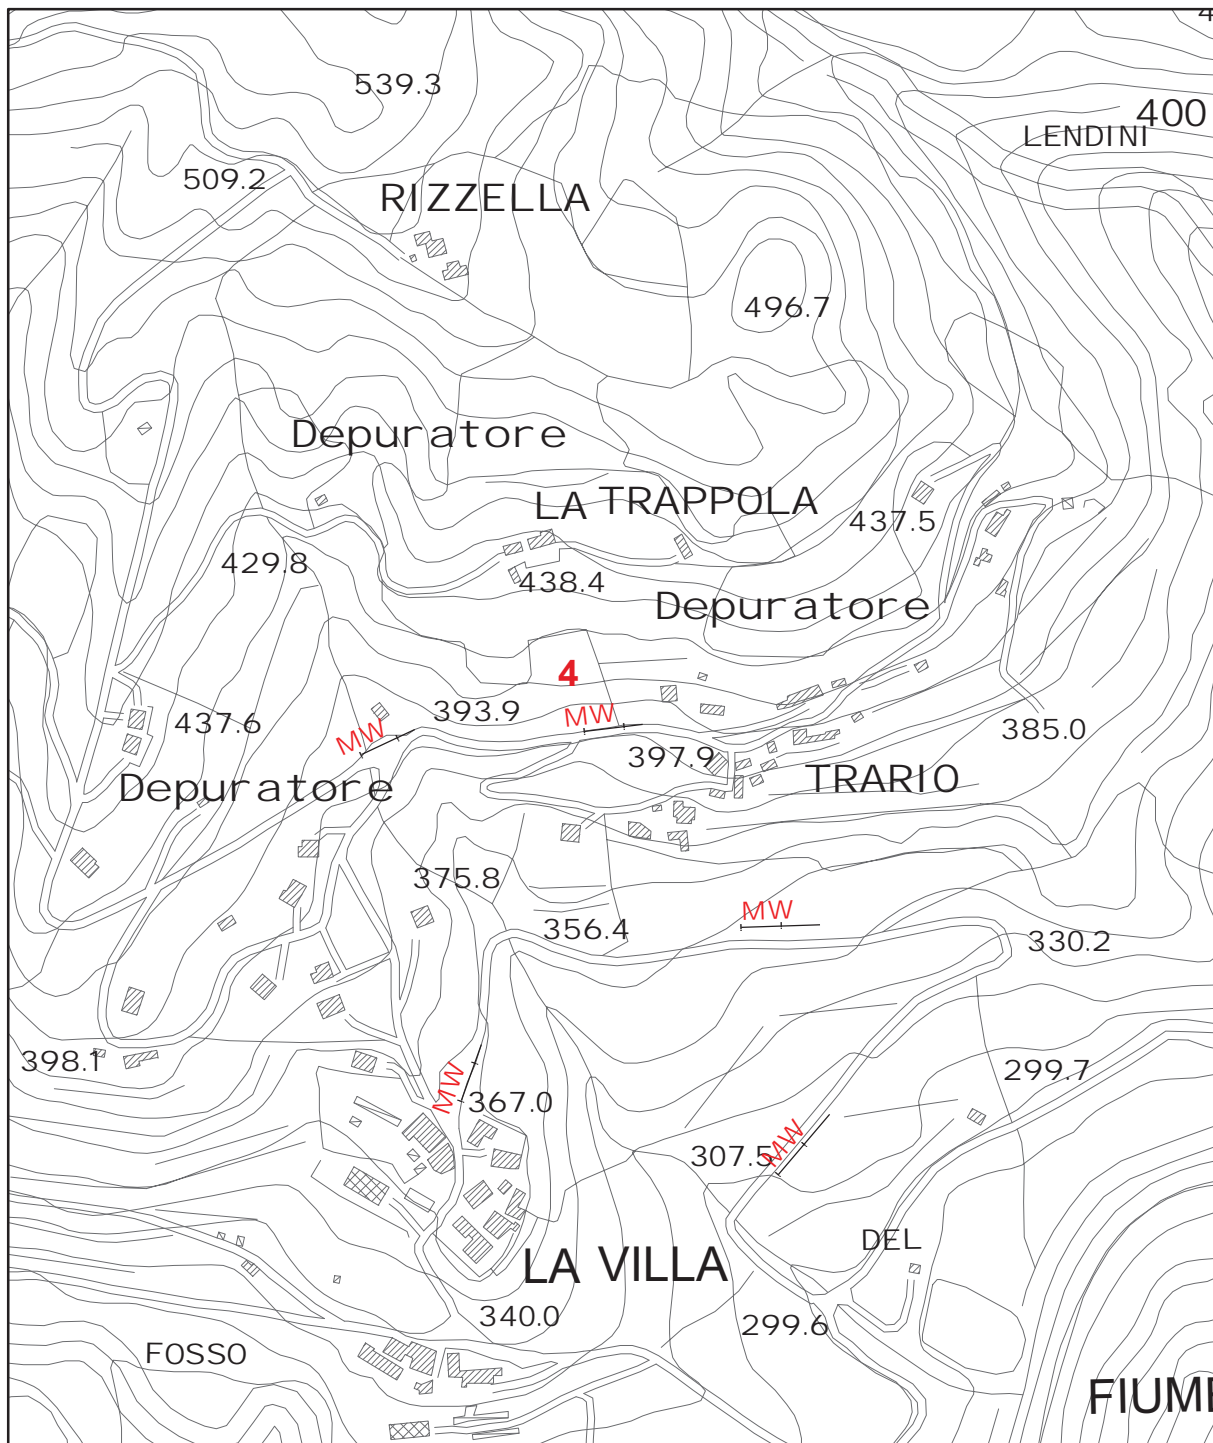 4
539.3
400
LENDINI
509.2
RIZZELLA
496.7
Depuratore
LA TRAPPOLA
437.5
429.8
438.4
Depuratore
4
437.6
393.9
MW
MW
385.0
397.9
Depuratore
TRARIO
375.8
MW
356.4
330.2
398.1
299.7
MW
367.0
MW
307.5
DEL
LA VILLA
340.0
299.6
FOSSO
FIUME